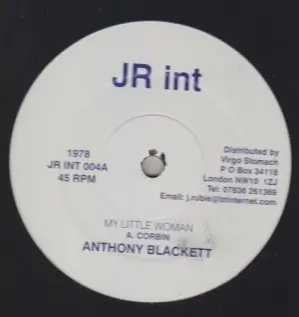 JR int
1978
JR INT 004A
45 RPM
Distributed by
Virgo Stomach
P O Box 34118
London NW10 1ZJ
Tel: 07836 261369
Email: j.rubie@btinternet.com
MY LITTLE WOMAN
A. CORBIN
ANTHONY BLACKETT